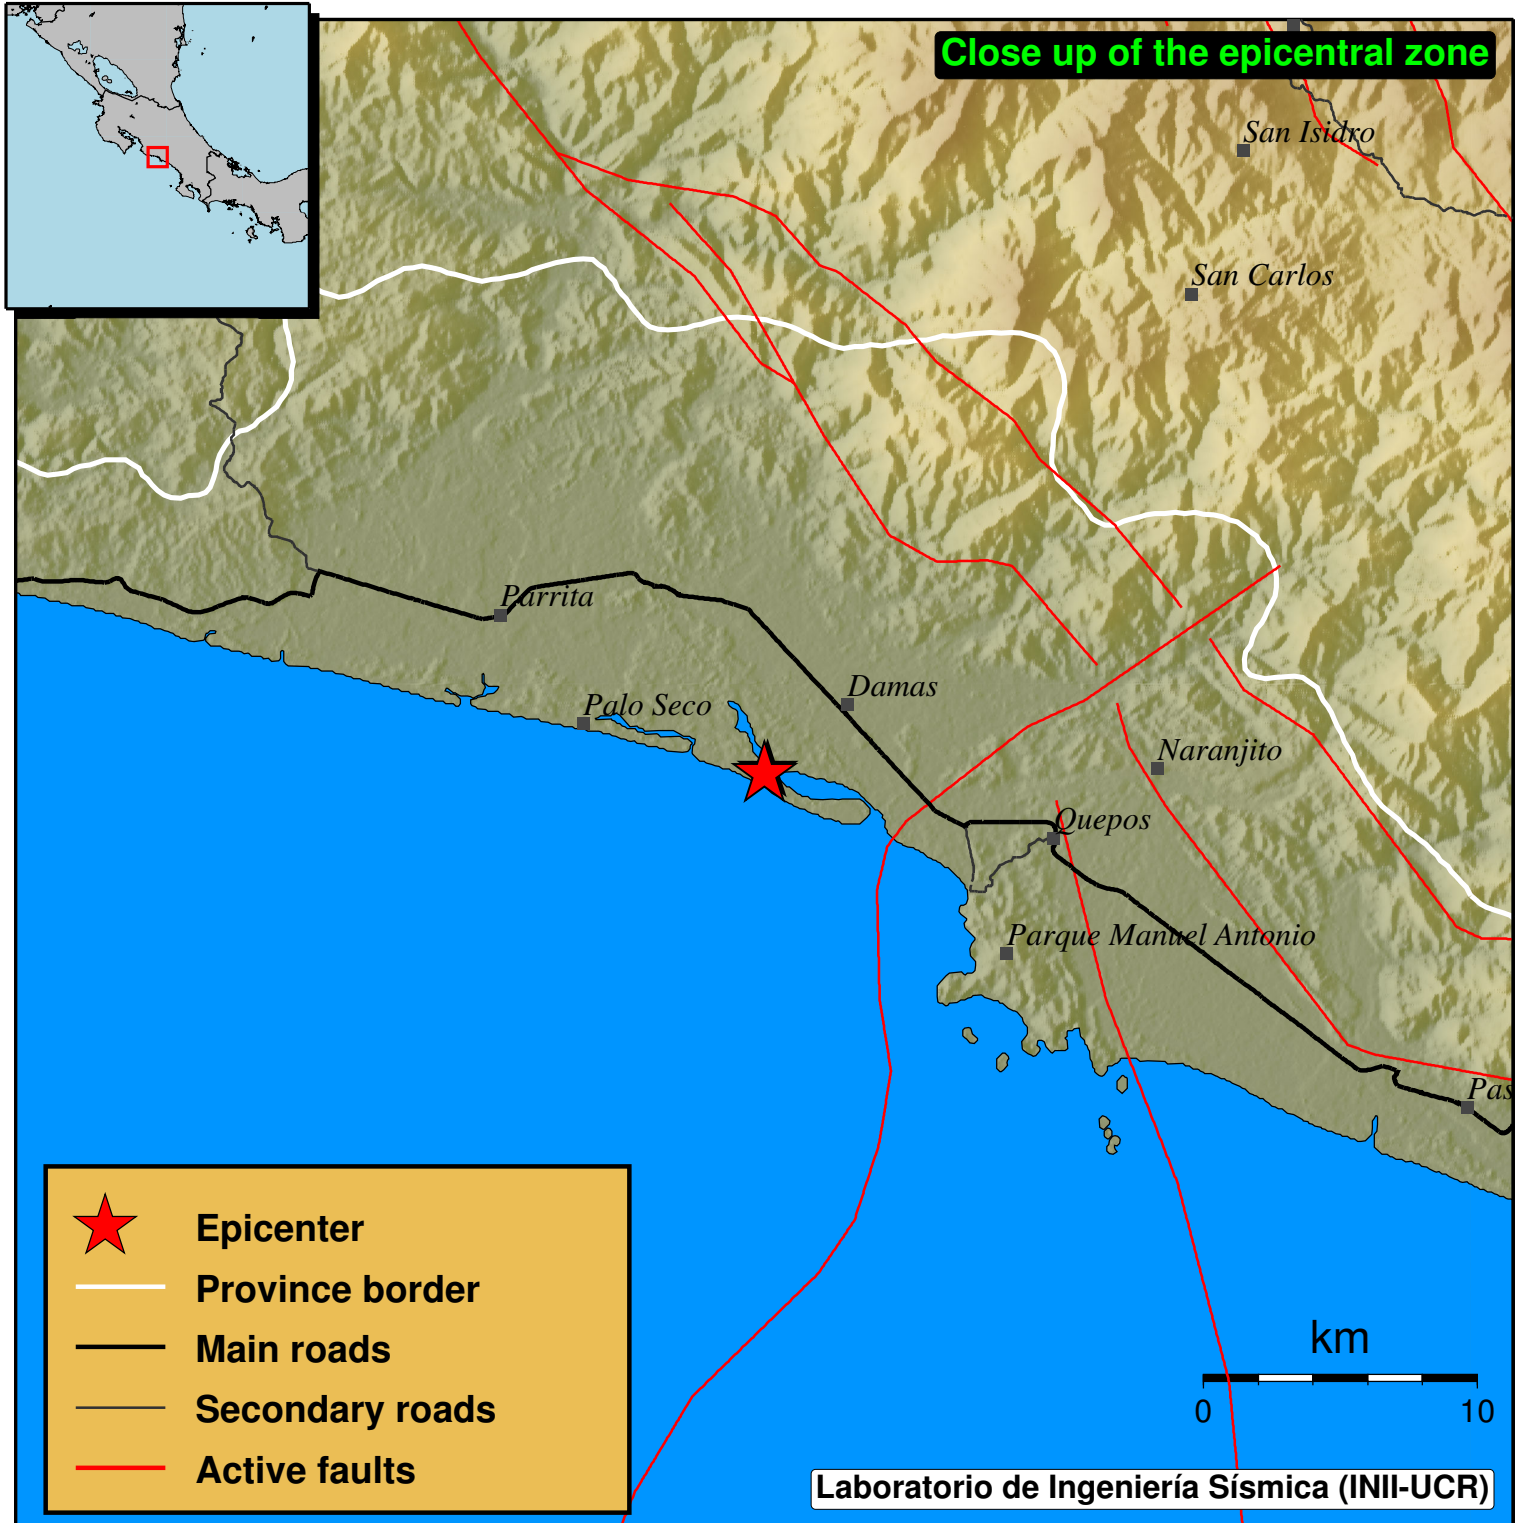 Close up of the epicentral zone
San Isidro
San Carlos
Parrita
Damas
Palo Seco
Naranjito
Quepos
Parque Manuel Antonio
Pas
Epicenter
Province border
Main roads
Secondary roads
Active faults
km
0 10
Laboratorio de Ingeniería Sísmica (INII-UCR)